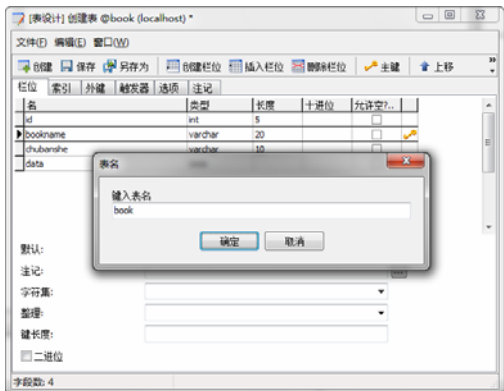 [表设计] 创建表 @book (localhost) *
文件(F) 编辑(E) 窗口(W)
创建 保存 另存为 创建栏位 插入栏位 删除栏位 主键 上移
栏位 索引 外键 触发器 选项 注记
名 类型 长度 十进位 允许空?..
id int 5
bookname varchar 20
chubanshe varchar 10
data
表名
键入表名
book
确定 取消
默认:
注记:
字符集:
整理:
键长度:
二进位
字段数: 4